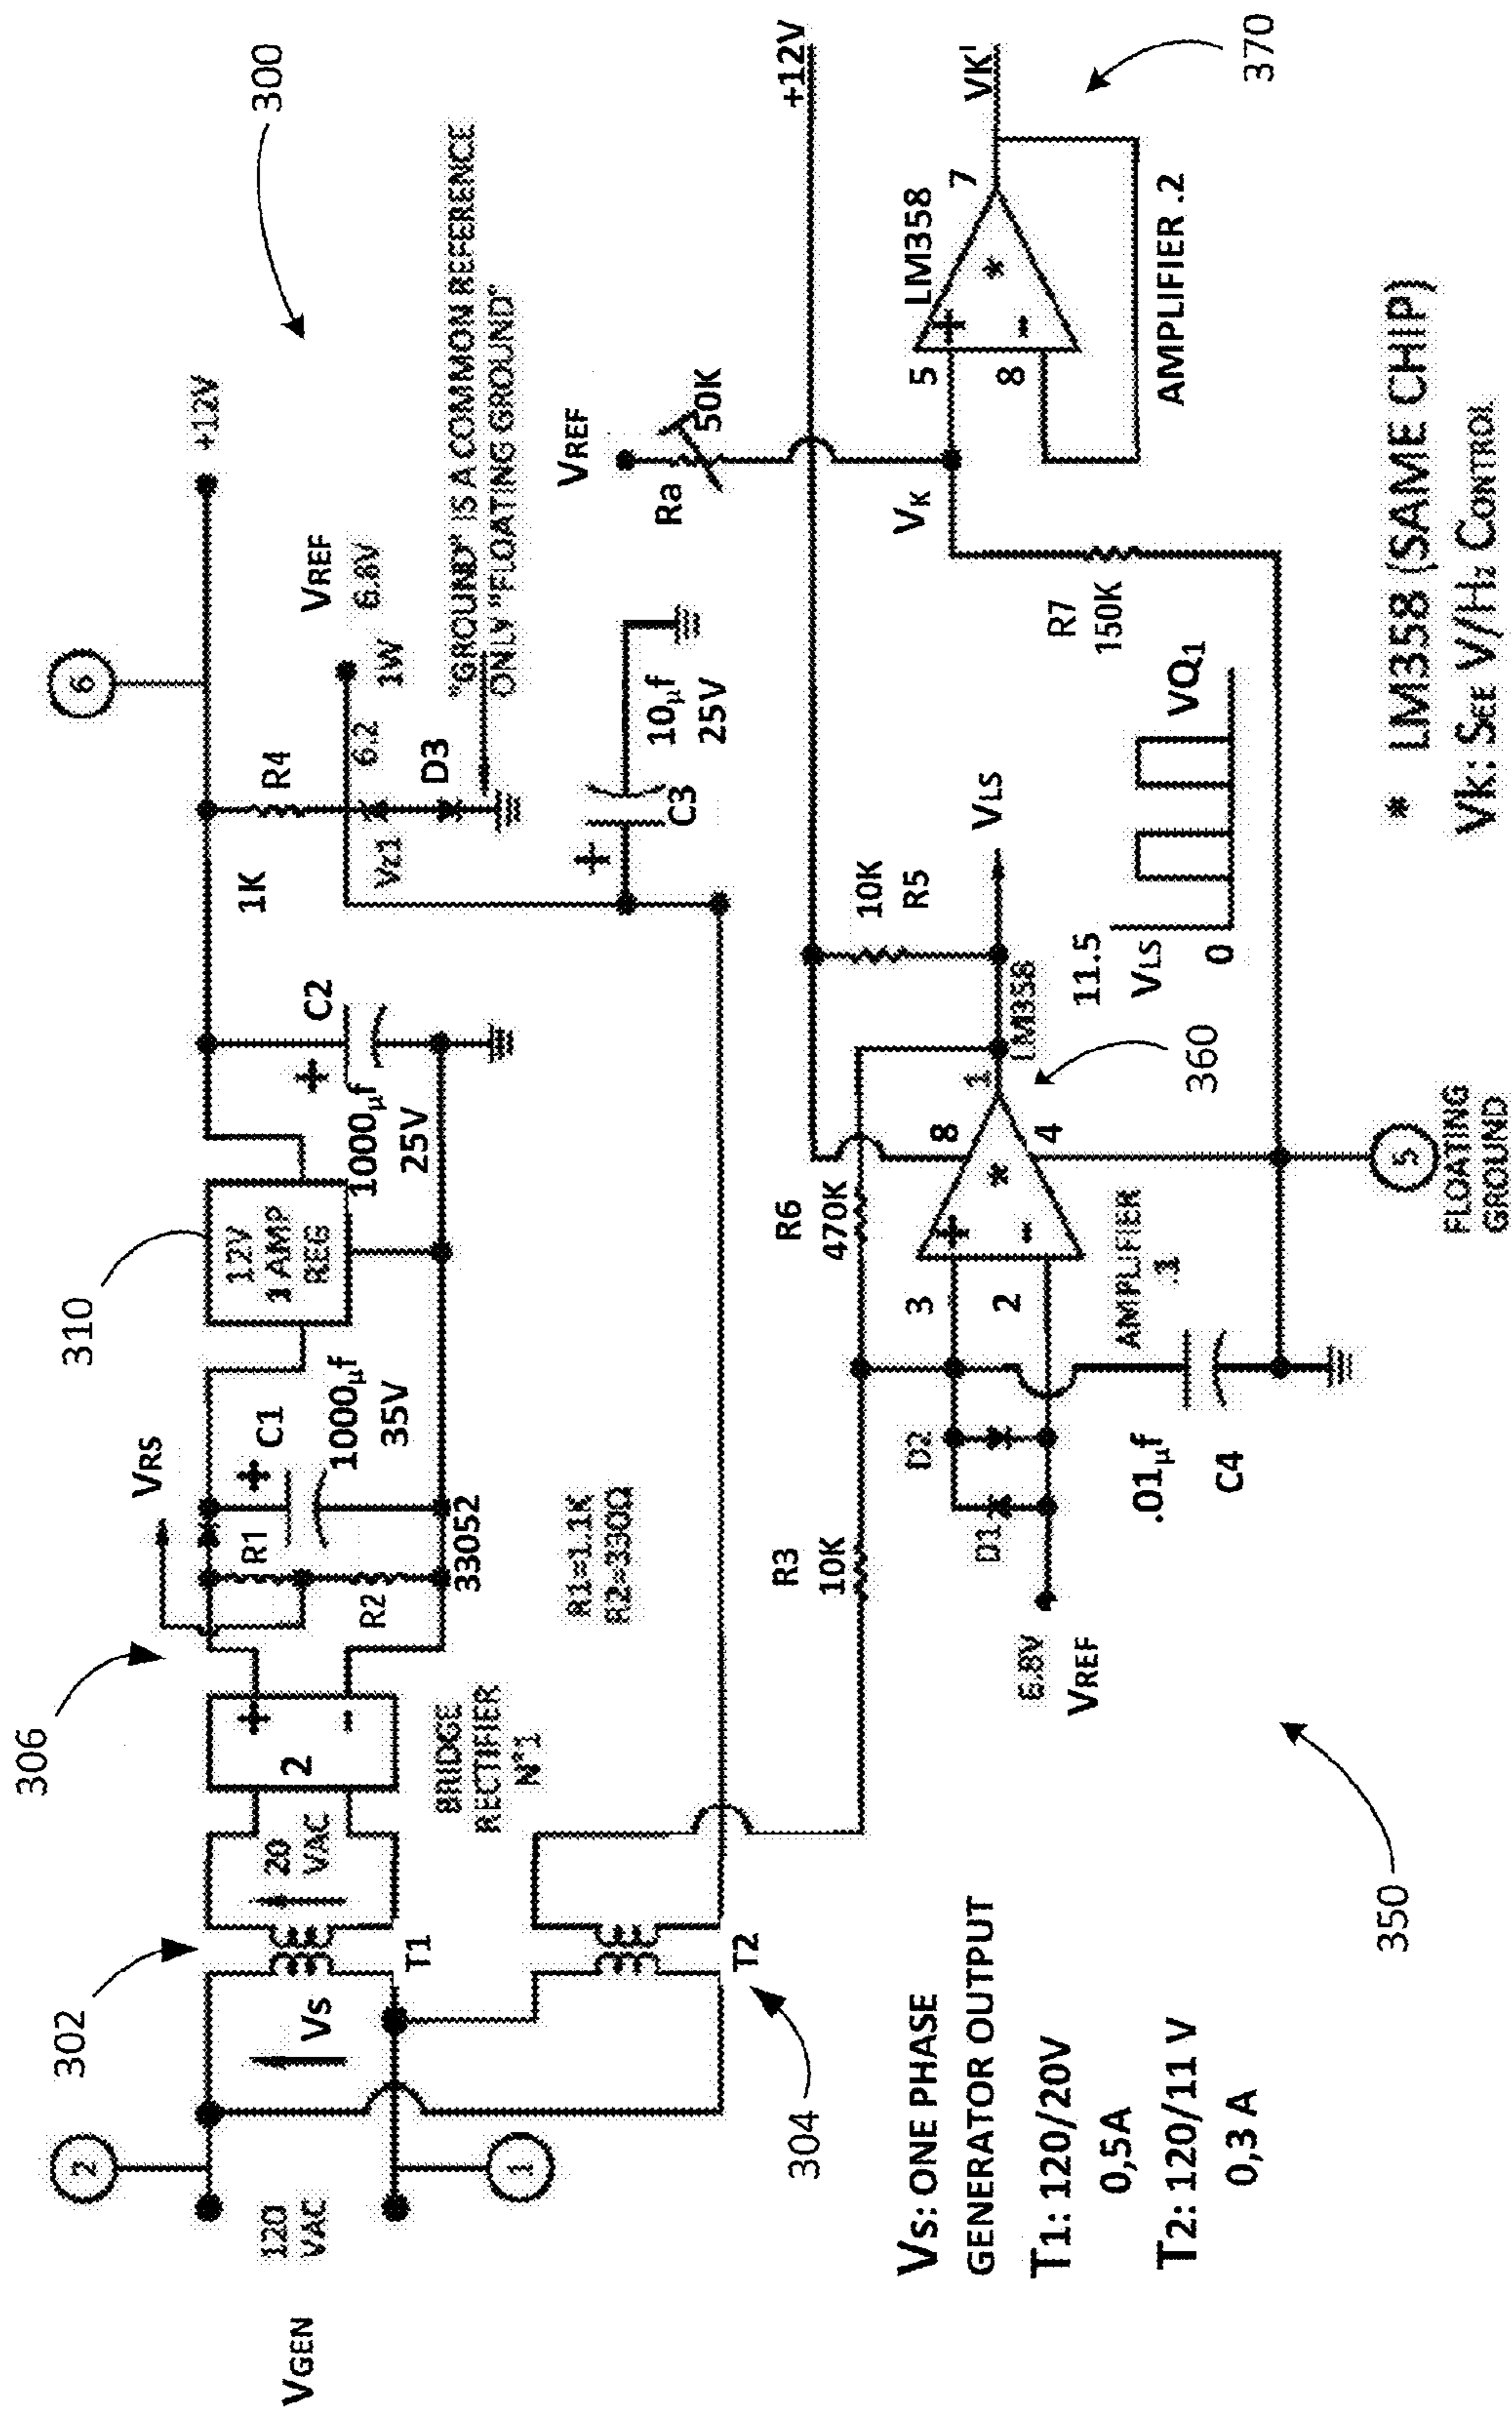 300
6
+12V
VREF
6.8V
1W
6.2
R4
1K
Vz1
D3
"GROUND" IS A COMMON REFERENCE
ONLY "FLOATING GROUND"
310
12V
1 AMP
REG
C2
+
1000µf
25V
VRS
C1
+
1000µf
35V
R1
R2
33052
R1=1.1K
R2=330Ω
306
+
2
-
BRIDGE
RECTIFIER
N°1
20
VAC
302
T1
Vs
2
1
120
VAC
VGEN
T2
304
+
C3
10µf
25V
VREF
Ra
50K
+12V
VK
5
+
LM358
*
8
-
7
VK'
AMPLIFIER .2
370
R7
150K
10K
R5
VLS
LM358
11.5
VLS
0
VQ1
R6
470K
8
3
+
*
1
2
-
4
360
AMPLIFIER
.1
R3
10K
D2
D1
6.8V
VREF
.01µf
C4
5
FLOATING
GROUND
350
VS: ONE PHASE
GENERATOR OUTPUT
T1: 120/20V
0,5A
T2: 120/11 V
0,3 A
* LM358 (SAME CHIP)
Vk: SEE V/HZ CONTROL